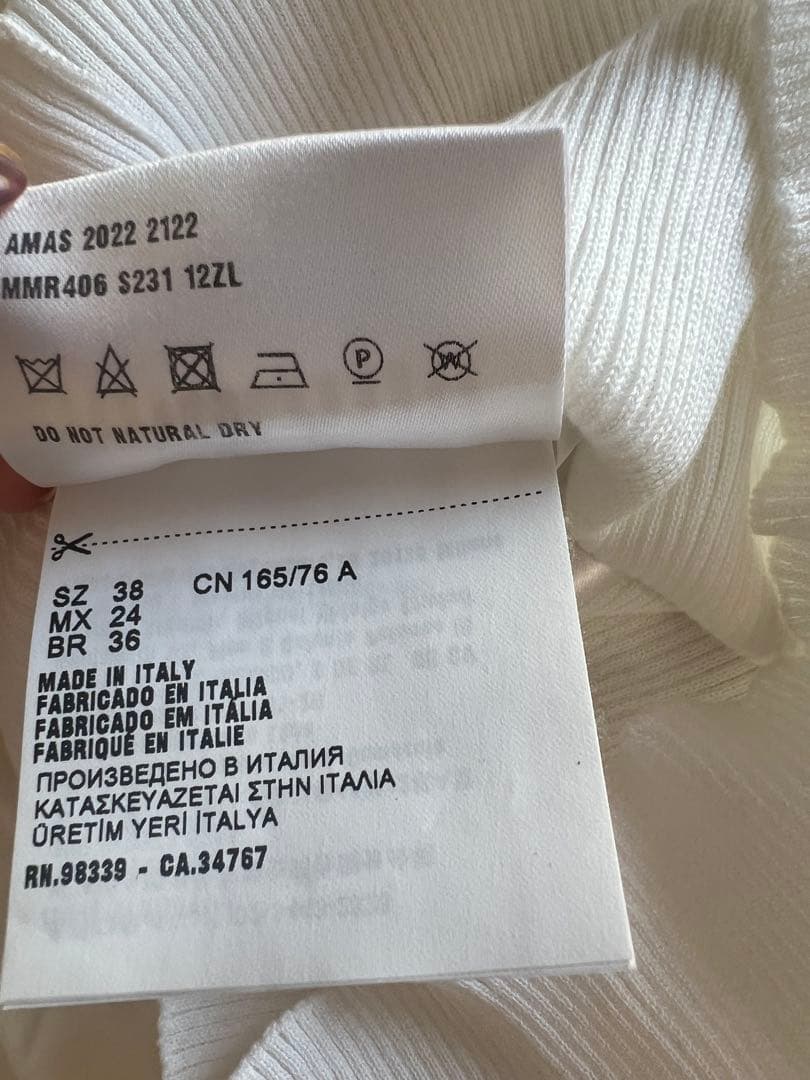 AMAS 2022 2122
MMR406 S231 12ZL
P
W
DO NOT NATURAL DRY
SZ 38 CN 165/76 A
MX 24
BR 36
MADE IN ITALY
FABRICADO EN ITALIA
FABRICADO EM ITÁLIA
FABRIQUÉ EN ITALIE
ПРОИЗВЕДЕНО В ИТАЛИЯ
ΚΑΤΑΣΚΕΥΑΖΕΤΑΙ ΣΤΗΝ ΙΤΑΛΙΑ
ÜRETİM YERİ İTALYA
RN.98339 - CA.34767